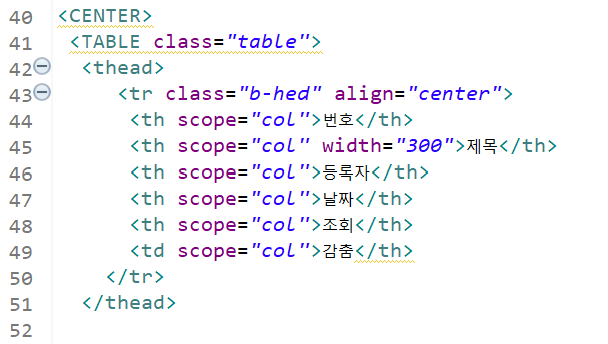 40 <CENTER>
41 <TABLE class="table">
42 <thead>
43 <tr class="b-hed" align="center">
44 <th scope="col">번호</th>
45 <th scope="col" width="300">제목</th>
46 <th scope="col">등록자</th>
47 <th scope="col">날짜</th>
48 <th scope="col">조회</th>
49 <td scope="col">감춤</th>
50 </tr>
51 </thead>
52